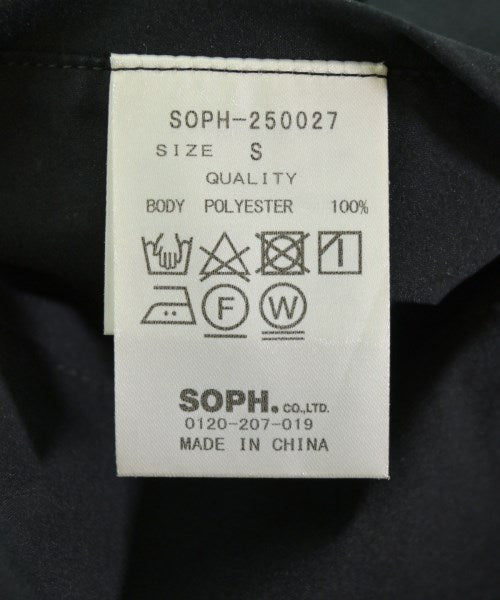 SOPH-250027
SIZE S
QUALITY
BODY POLYESTER 100%
F W
SOPH. CO.,LTD.
0120-207-019
MADE IN CHINA